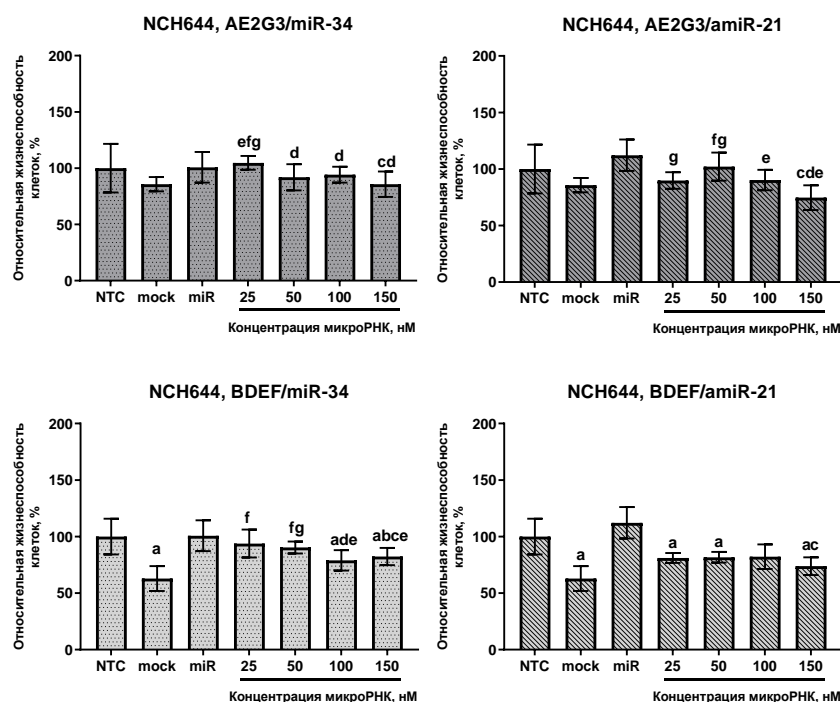 NCH644, AE2G3/miR-34
Относительная жизнеспособность
клеток, %
200
150
100
50
0
efg
d
d
cd
NTC mock miR 25 50 100 150
Концентрация микроРНК, нМ
NCH644, AE2G3/amiR-21
Относительная жизнеспособность
клеток, %
200
150
100
50
0
g
fg
e
cde
NTC mock miR 25 50 100 150
Концентрация микроРНК, нМ
NCH644, BDEF/miR-34
Относительная жизнеспособность
клеток, %
200
150
100
50
0
a
f
fg
ade
abce
NTC mock miR 25 50 100 150
Концентрация микроРНК, нМ
NCH644, BDEF/amiR-21
Относительная жизнеспособность
клеток, %
200
150
100
50
0
a
a
a
ac
NTC mock miR 25 50 100 150
Концентрация микроРНК, нМ